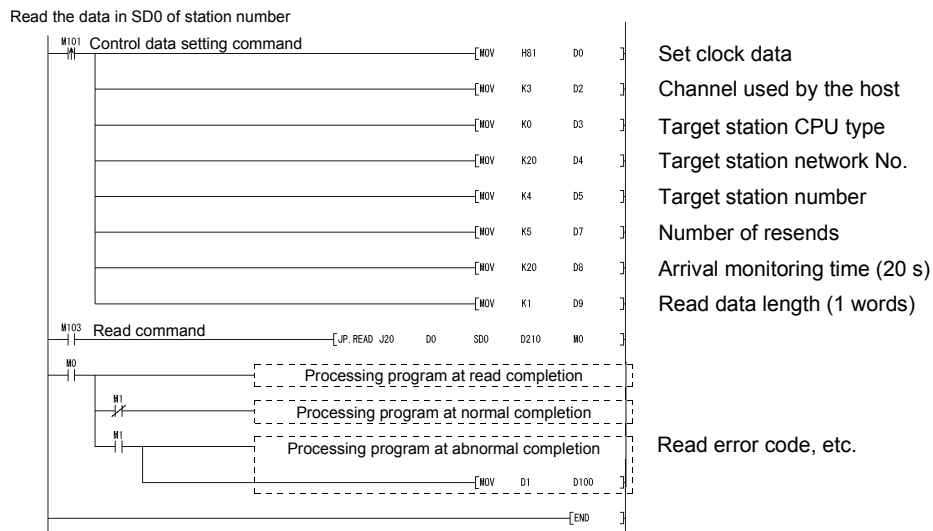 Read the data in SD0 of station number
M101 Control data setting command MOV H81 D0 Set clock data
MOV K3 D2 Channel used by the host
MOV K0 D3 Target station CPU type
MOV K20 D4 Target station network No.
MOV K4 D5 Target station number
MOV K5 D7 Number of resends
MOV K20 D8 Arrival monitoring time (20 s)
MOV K1 D9 Read data length (1 words)
M103 Read command JP.READ J20 D0 SD0 D210 M0
M0 Processing program at read completion
M1 Processing program at normal completion
M1 Processing program at abnormal completion Read error code, etc.
MOV D1 D100
END